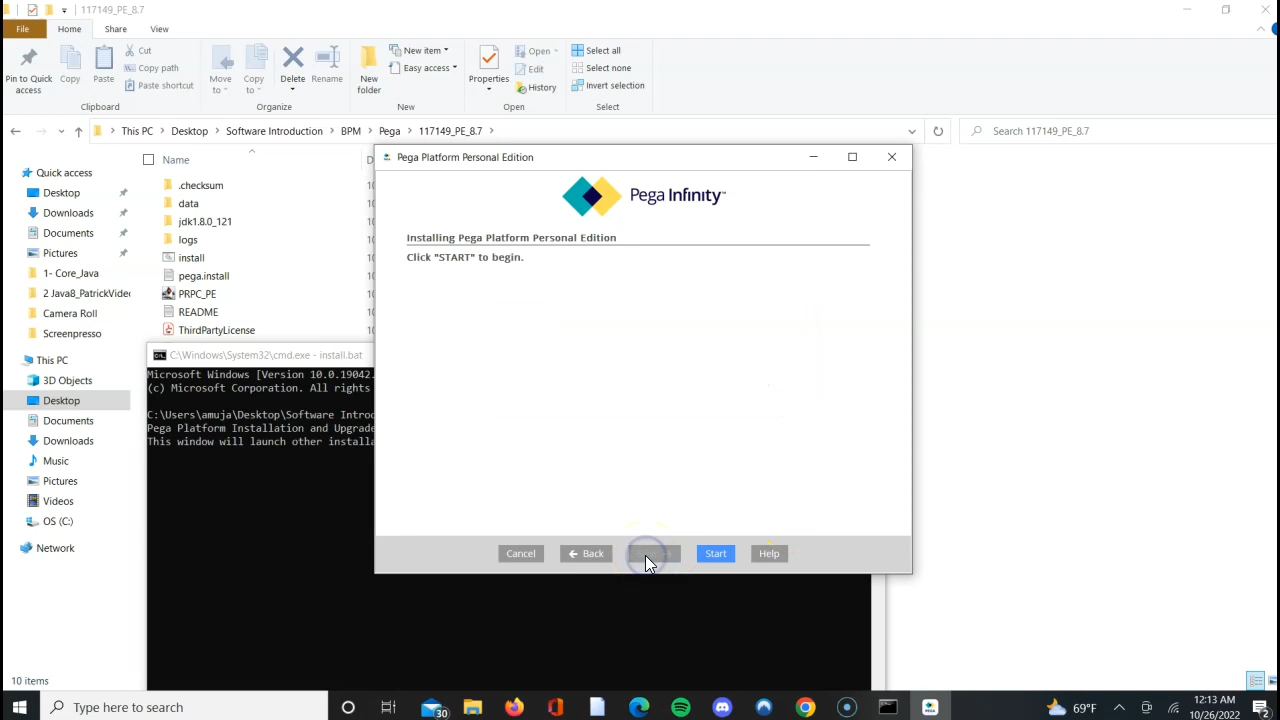 117149_PE_8.7
File Home Share View
Pin to Quick access
Copy
Paste
Cut
Copy path
Paste shortcut
Clipboard
Move to
Copy to
Delete
Rename
Organize
New folder
New item
Easy access
New
Properties
Open
Edit
History
Open
Select all
Select none
Invert selection
Select
This PC > Desktop > Software Introduction > BPM > Pega > 117149_PE_8.7 >
Search 117149_PE_8.7
Quick access
Desktop
Downloads
Documents
Pictures
1- Core_Java
2 Java8_PatrickVide
Camera Roll
Screenpresso
This PC
3D Objects
Desktop
Documents
Downloads
Music
Pictures
Videos
OS (C:)
Network
10 items
Name
D
.checksum
data
jdk1.8.0_121
logs
install
pega.install
PRPC_PE
README
ThirdPartyLicense
C:\Windows\System32\cmd.exe - install.bat
Microsoft Windows [Version 10.0.19042.
(c) Microsoft Corporation. All rights
C:\Users\amuja\Desktop\Software Introd
Pega Platform Installation and Upgrade
This window will launch other installa
Pega Platform Personal Edition
Pega Infinity™
Installing Pega Platform Personal Edition
Click "START" to begin.
Cancel
Back
Start
Help
Type here to search
30
PEGA
69°F
12:13 AM
10/26/2022
2